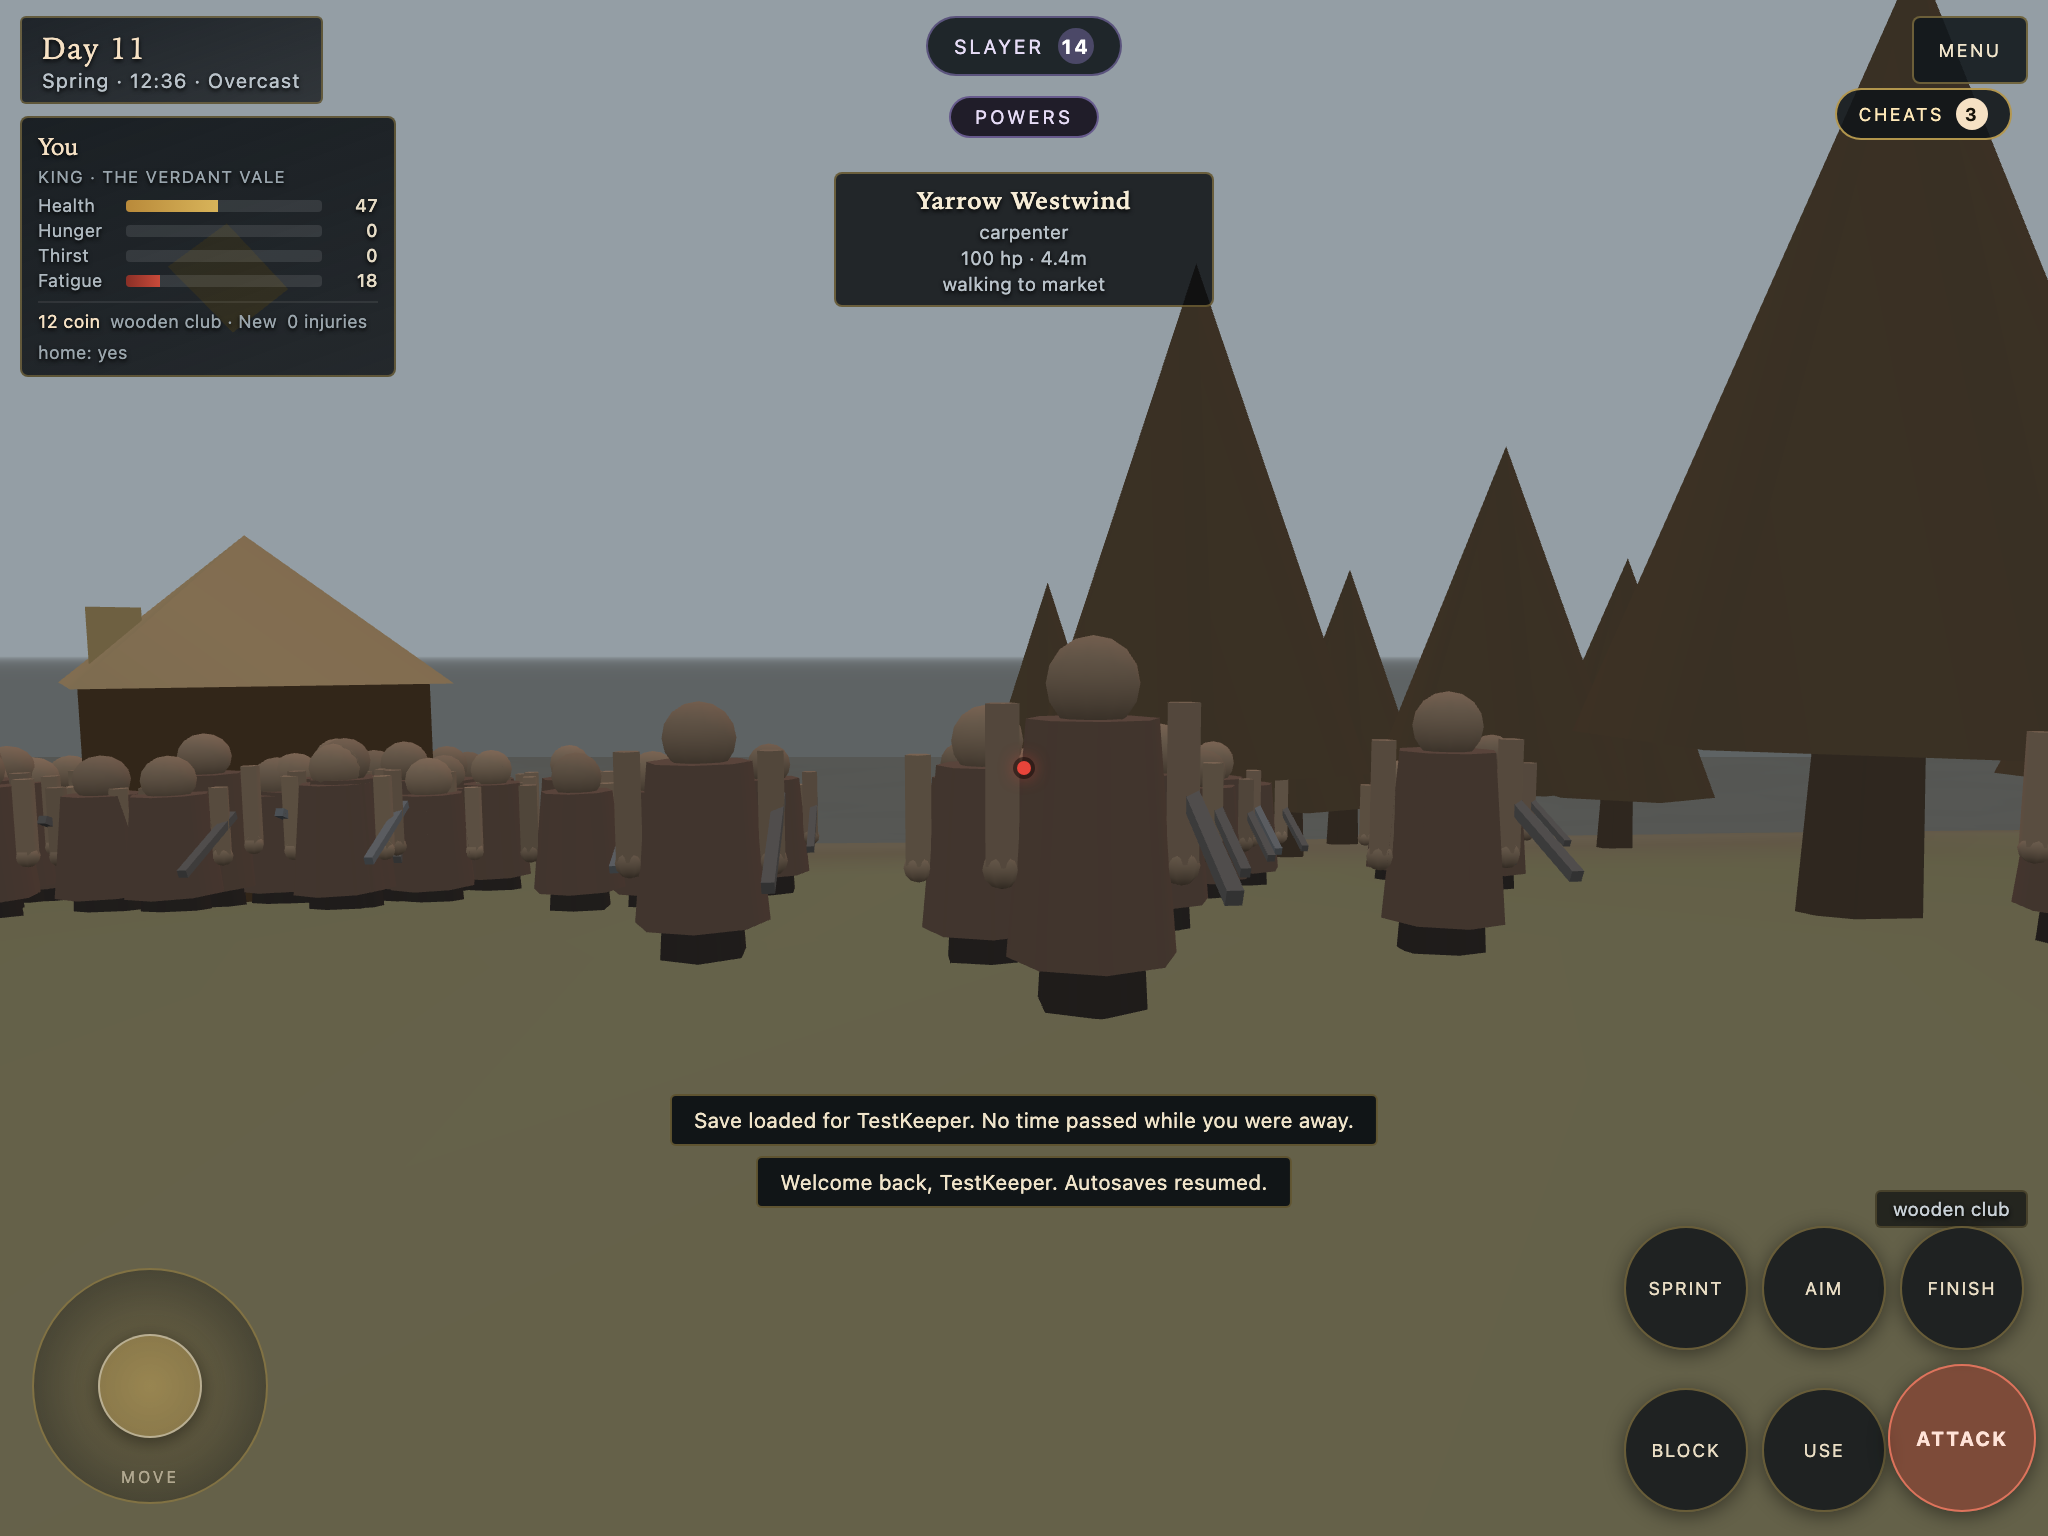 Day 11
Spring · 12:36 · Overcast
You
KING · THE VERDANT VALE
Health 47
Hunger 0
Thirst 0
Fatigue 18
12 coin wooden club · New 0 injuries
home: yes
SLAYER 14
POWERS
Yarrow Westwind
carpenter
100 hp · 4.4m
walking to market
MENU
CHEATS 3
Save loaded for TestKeeper. No time passed while you were away.
Welcome back, TestKeeper. Autosaves resumed.
MOVE
wooden club
SPRINT
AIM
FINISH
BLOCK
USE
ATTACK